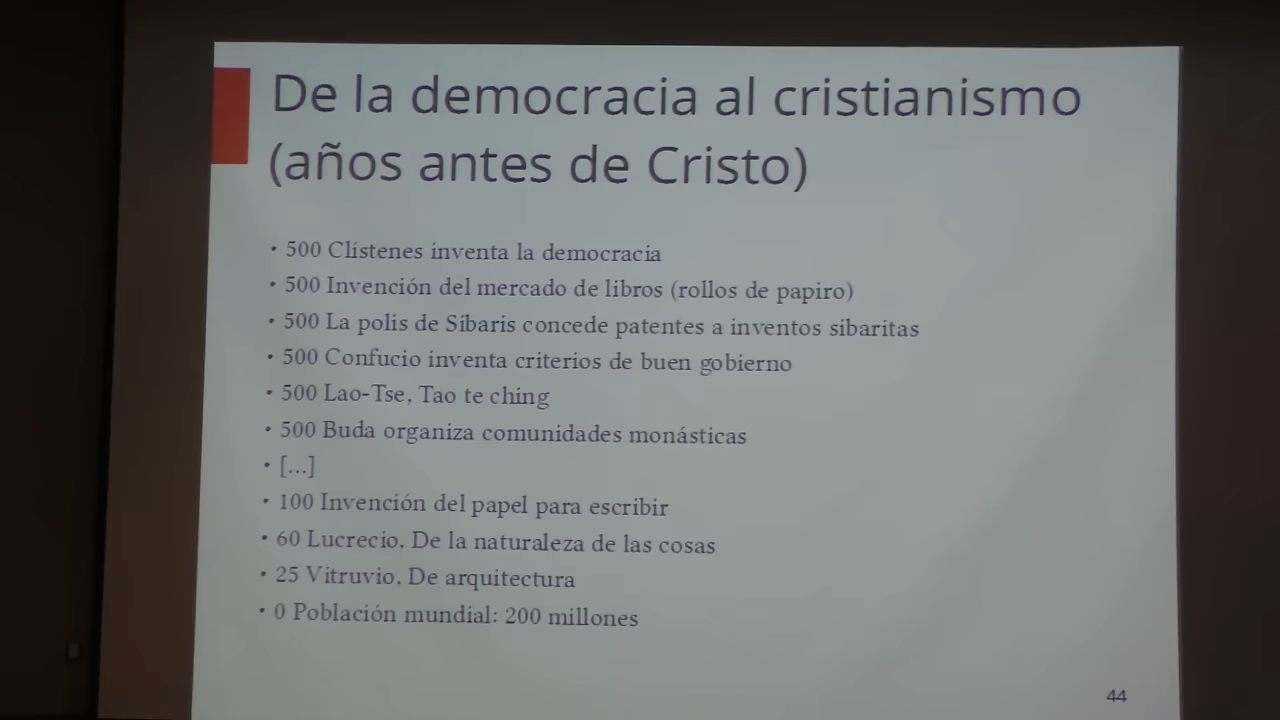 De la democracia al cristianismo
(años antes de Cristo)
• 500 Clístenes inventa la democracia
• 500 Invención del mercado de libros (rollos de papiro)
• 500 La polis de Síbaris concede patentes a inventos sibaritas
• 500 Confucio inventa criterios de buen gobierno
• 500 Lao-Tse, Tao te ching
• 500 Buda organiza comunidades monásticas
• [...]
• 100 Invención del papel para escribir
• 60 Lucrecio. De la naturaleza de las cosas
• 25 Vitruvio. De arquitectura
• 0 Población mundial: 200 millones
44